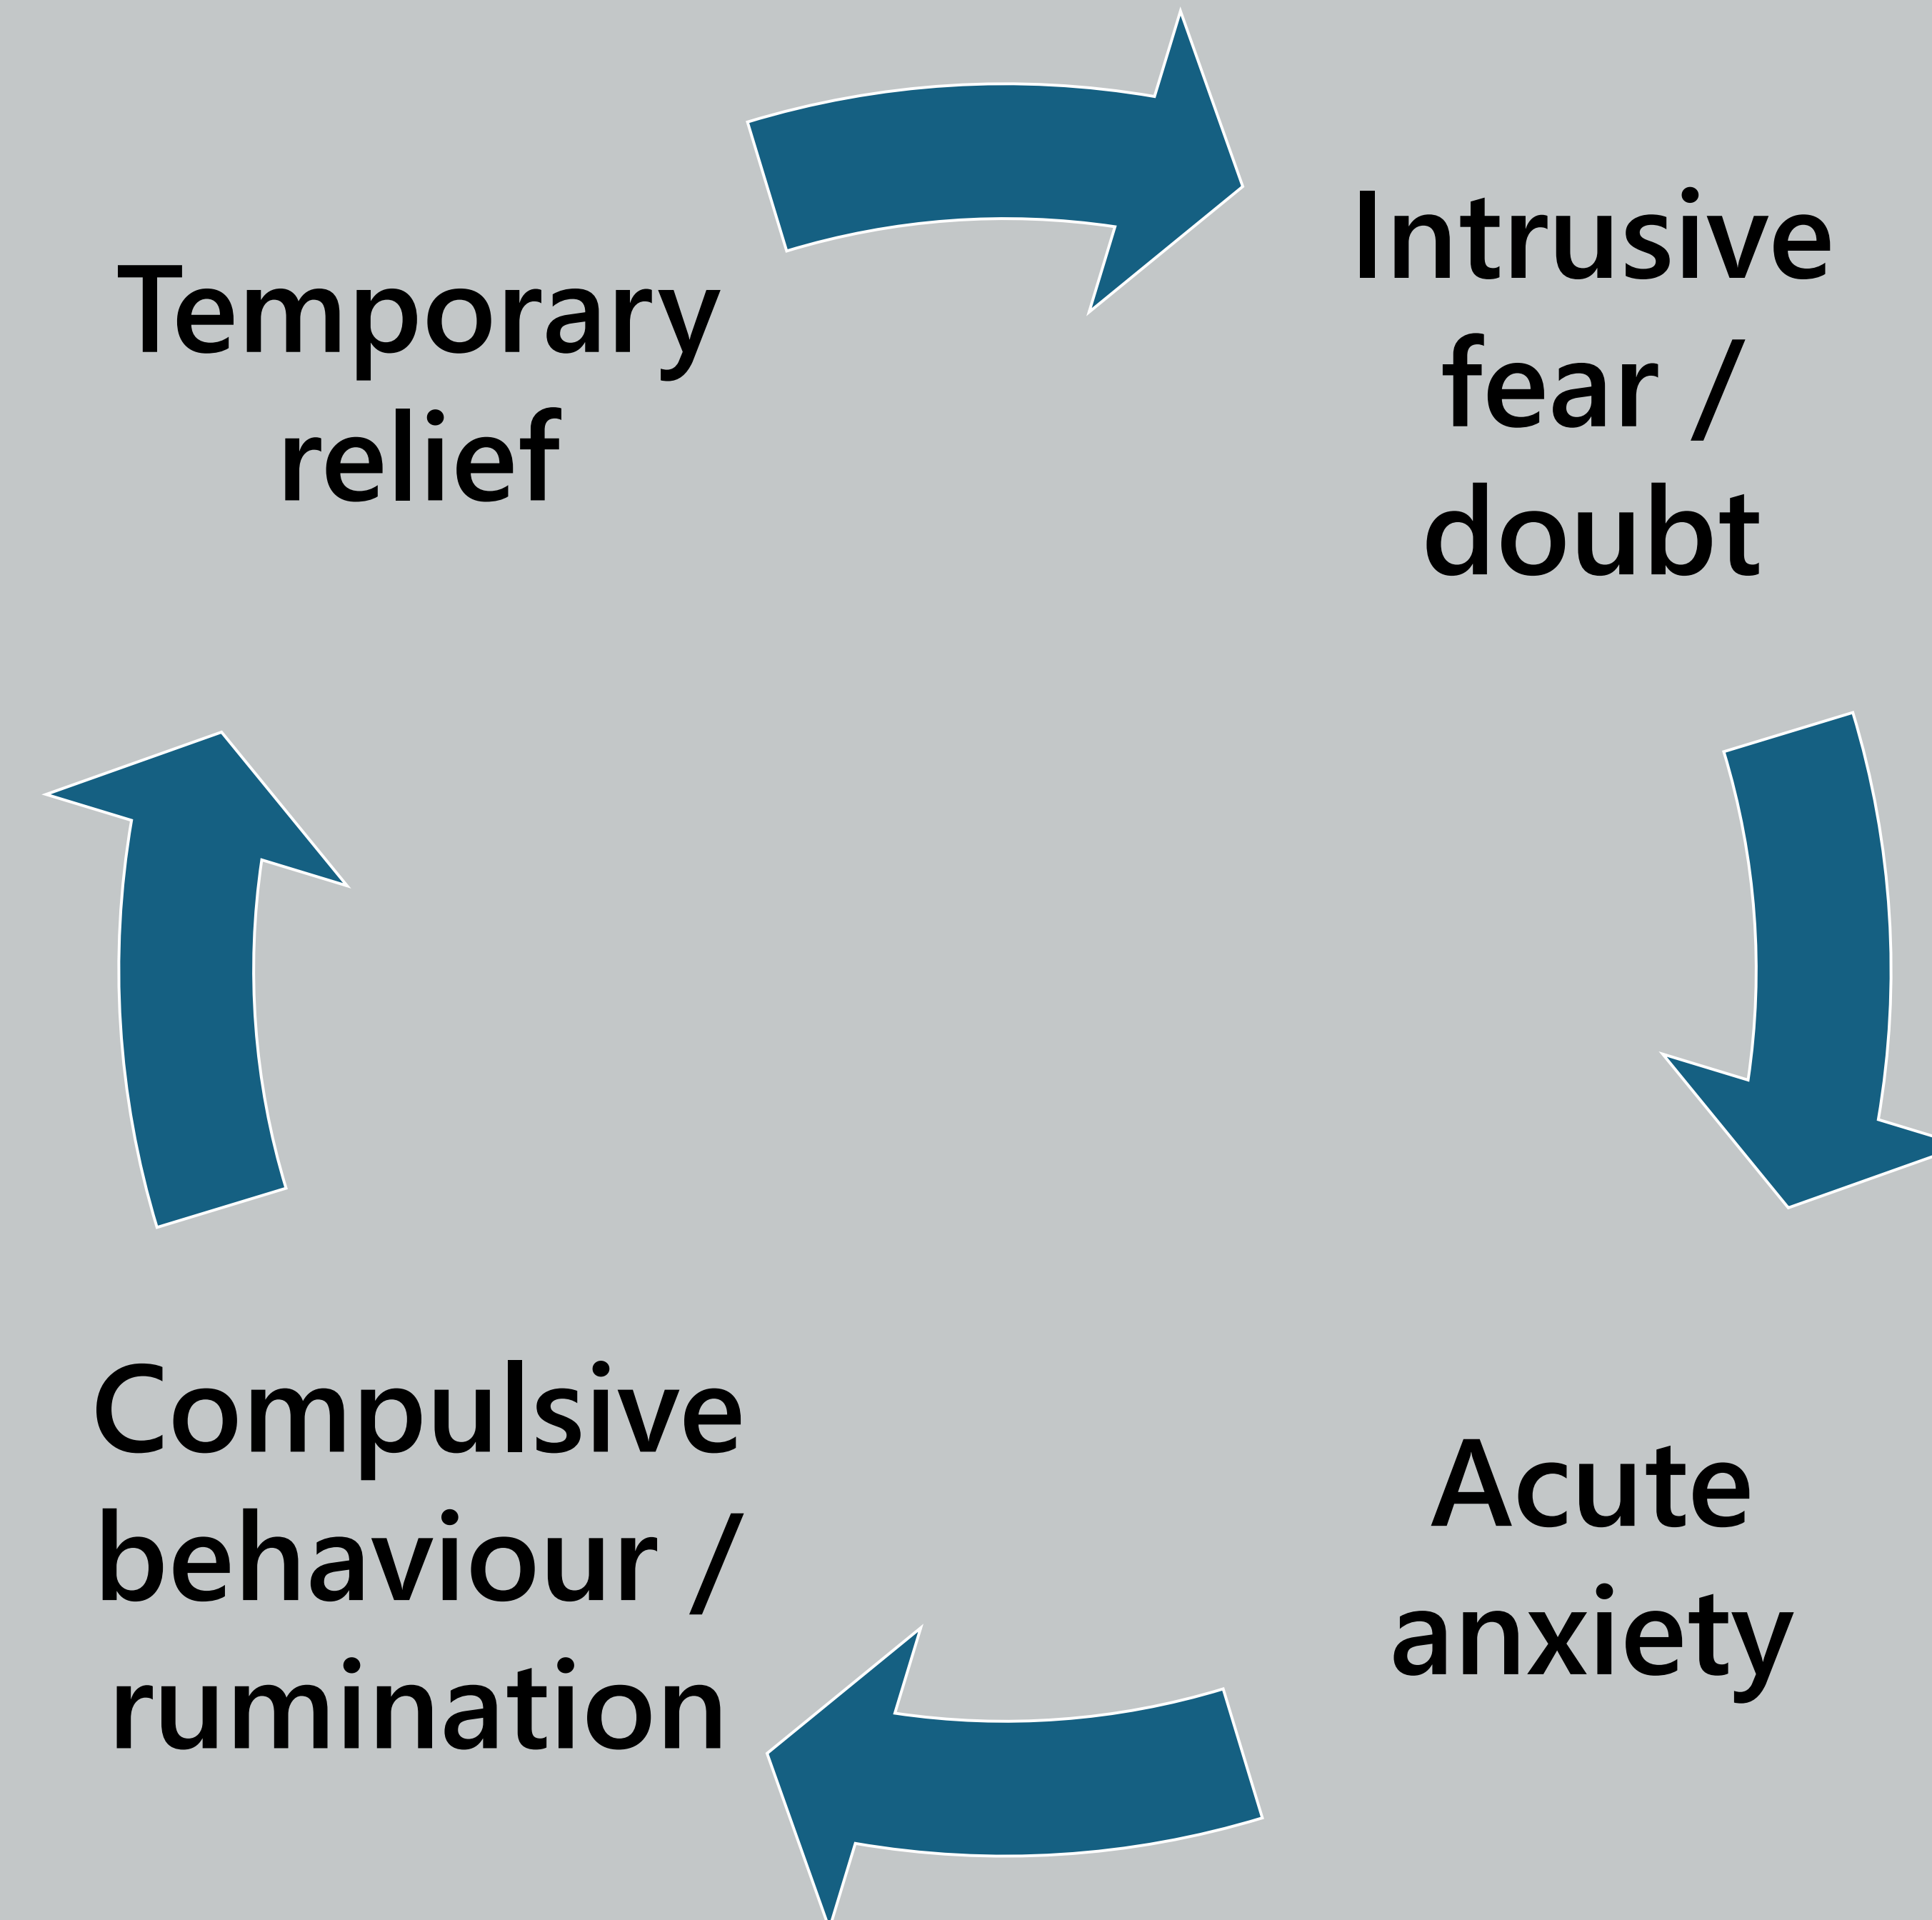 Temporary
relief
Intrusive
fear /
doubt
Compulsive
behaviour /
rumination
Acute
anxiety